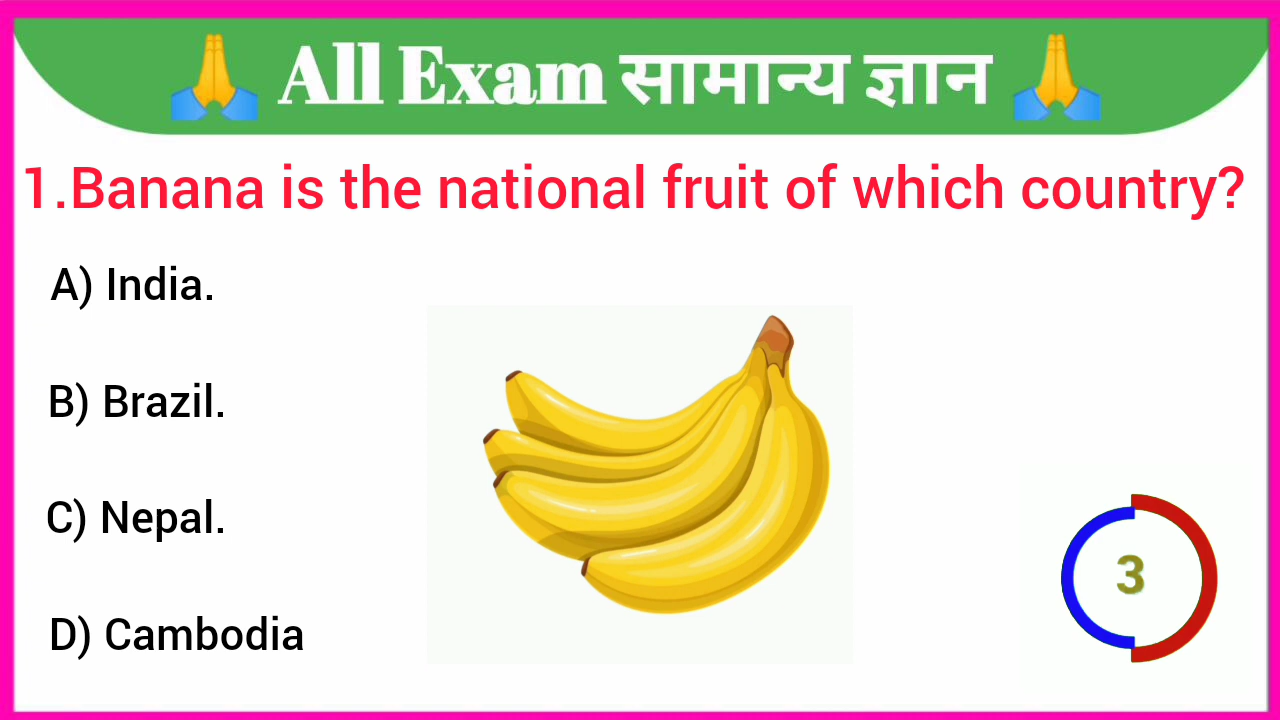 🙏 All Exam सामान्य ज्ञान 🙏
1.Banana is the national fruit of which country?
A) India.
B) Brazil.
C) Nepal.
D) Cambodia
3